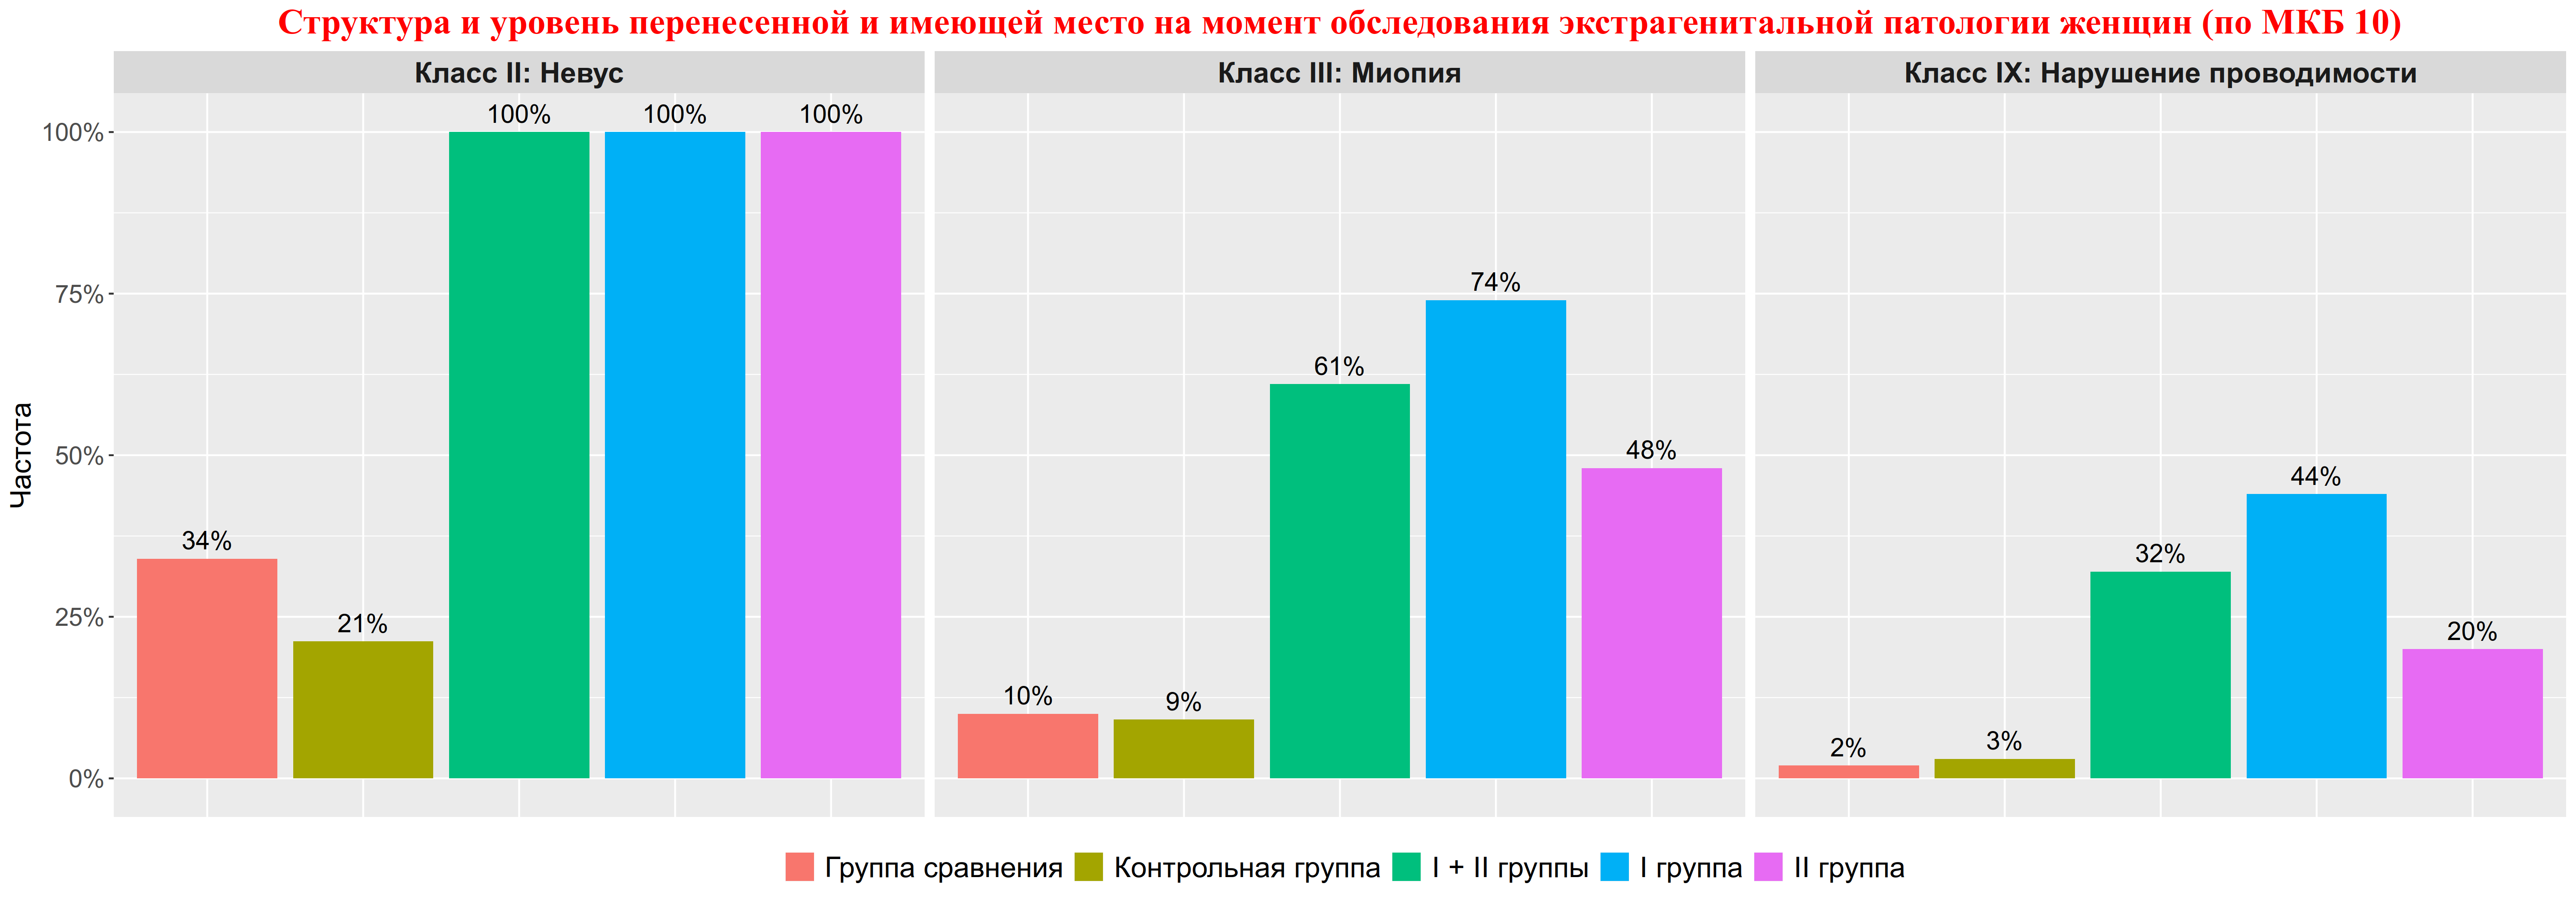 Структура и уровень перенесенной и имеющей место на момент обследования экстрагенитальной патологии женщин (по МКБ 10)
Класс II: Невус
Класс III: Миопия
Класс IX: Нарушение проводимости
Частота
100%
75%
50%
25%
0%
34%
21%
100%
100%
100%
10%
9%
61%
74%
48%
2%
3%
32%
44%
20%
Группа сравнения
Контрольная группа
I + II группы
I группа
II группа